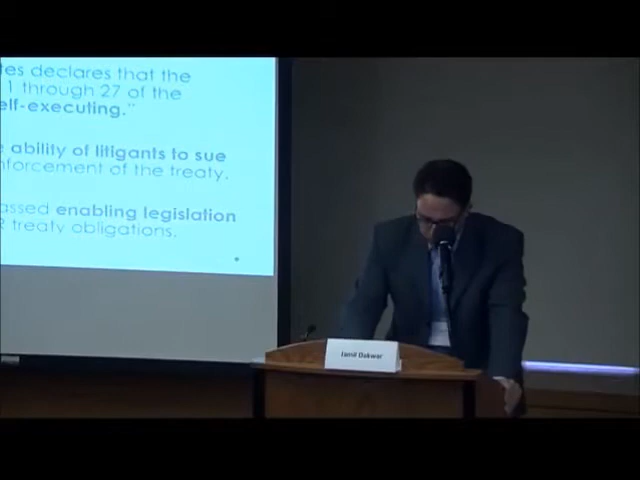 declares that the
1 through 27 of the
elf-executing."
ability of litigants to sue
nforcement of the treaty.
assed enabling legislation
treaty obligations.
Jamil Dakwar